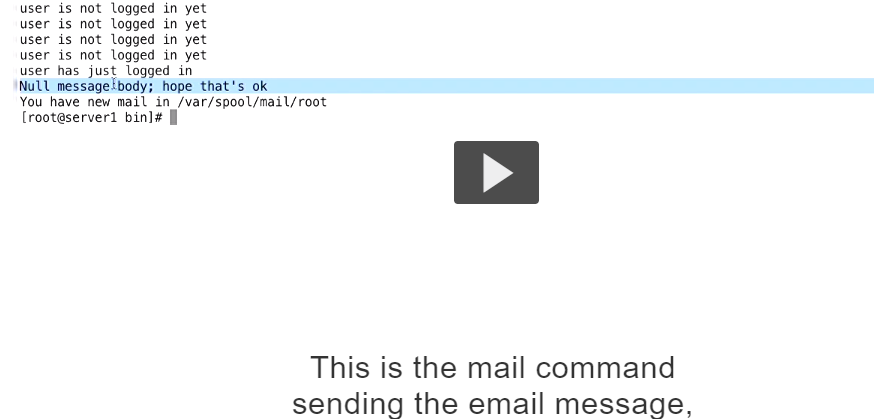 user is not logged in yet
user is not logged in yet
user is not logged in yet
user is not logged in yet
user has just logged in
Null message body; hope that's ok
You have new mail in /var/spool/mail/root
[root@server1 bin]#
This is the mail command
sending the email message,